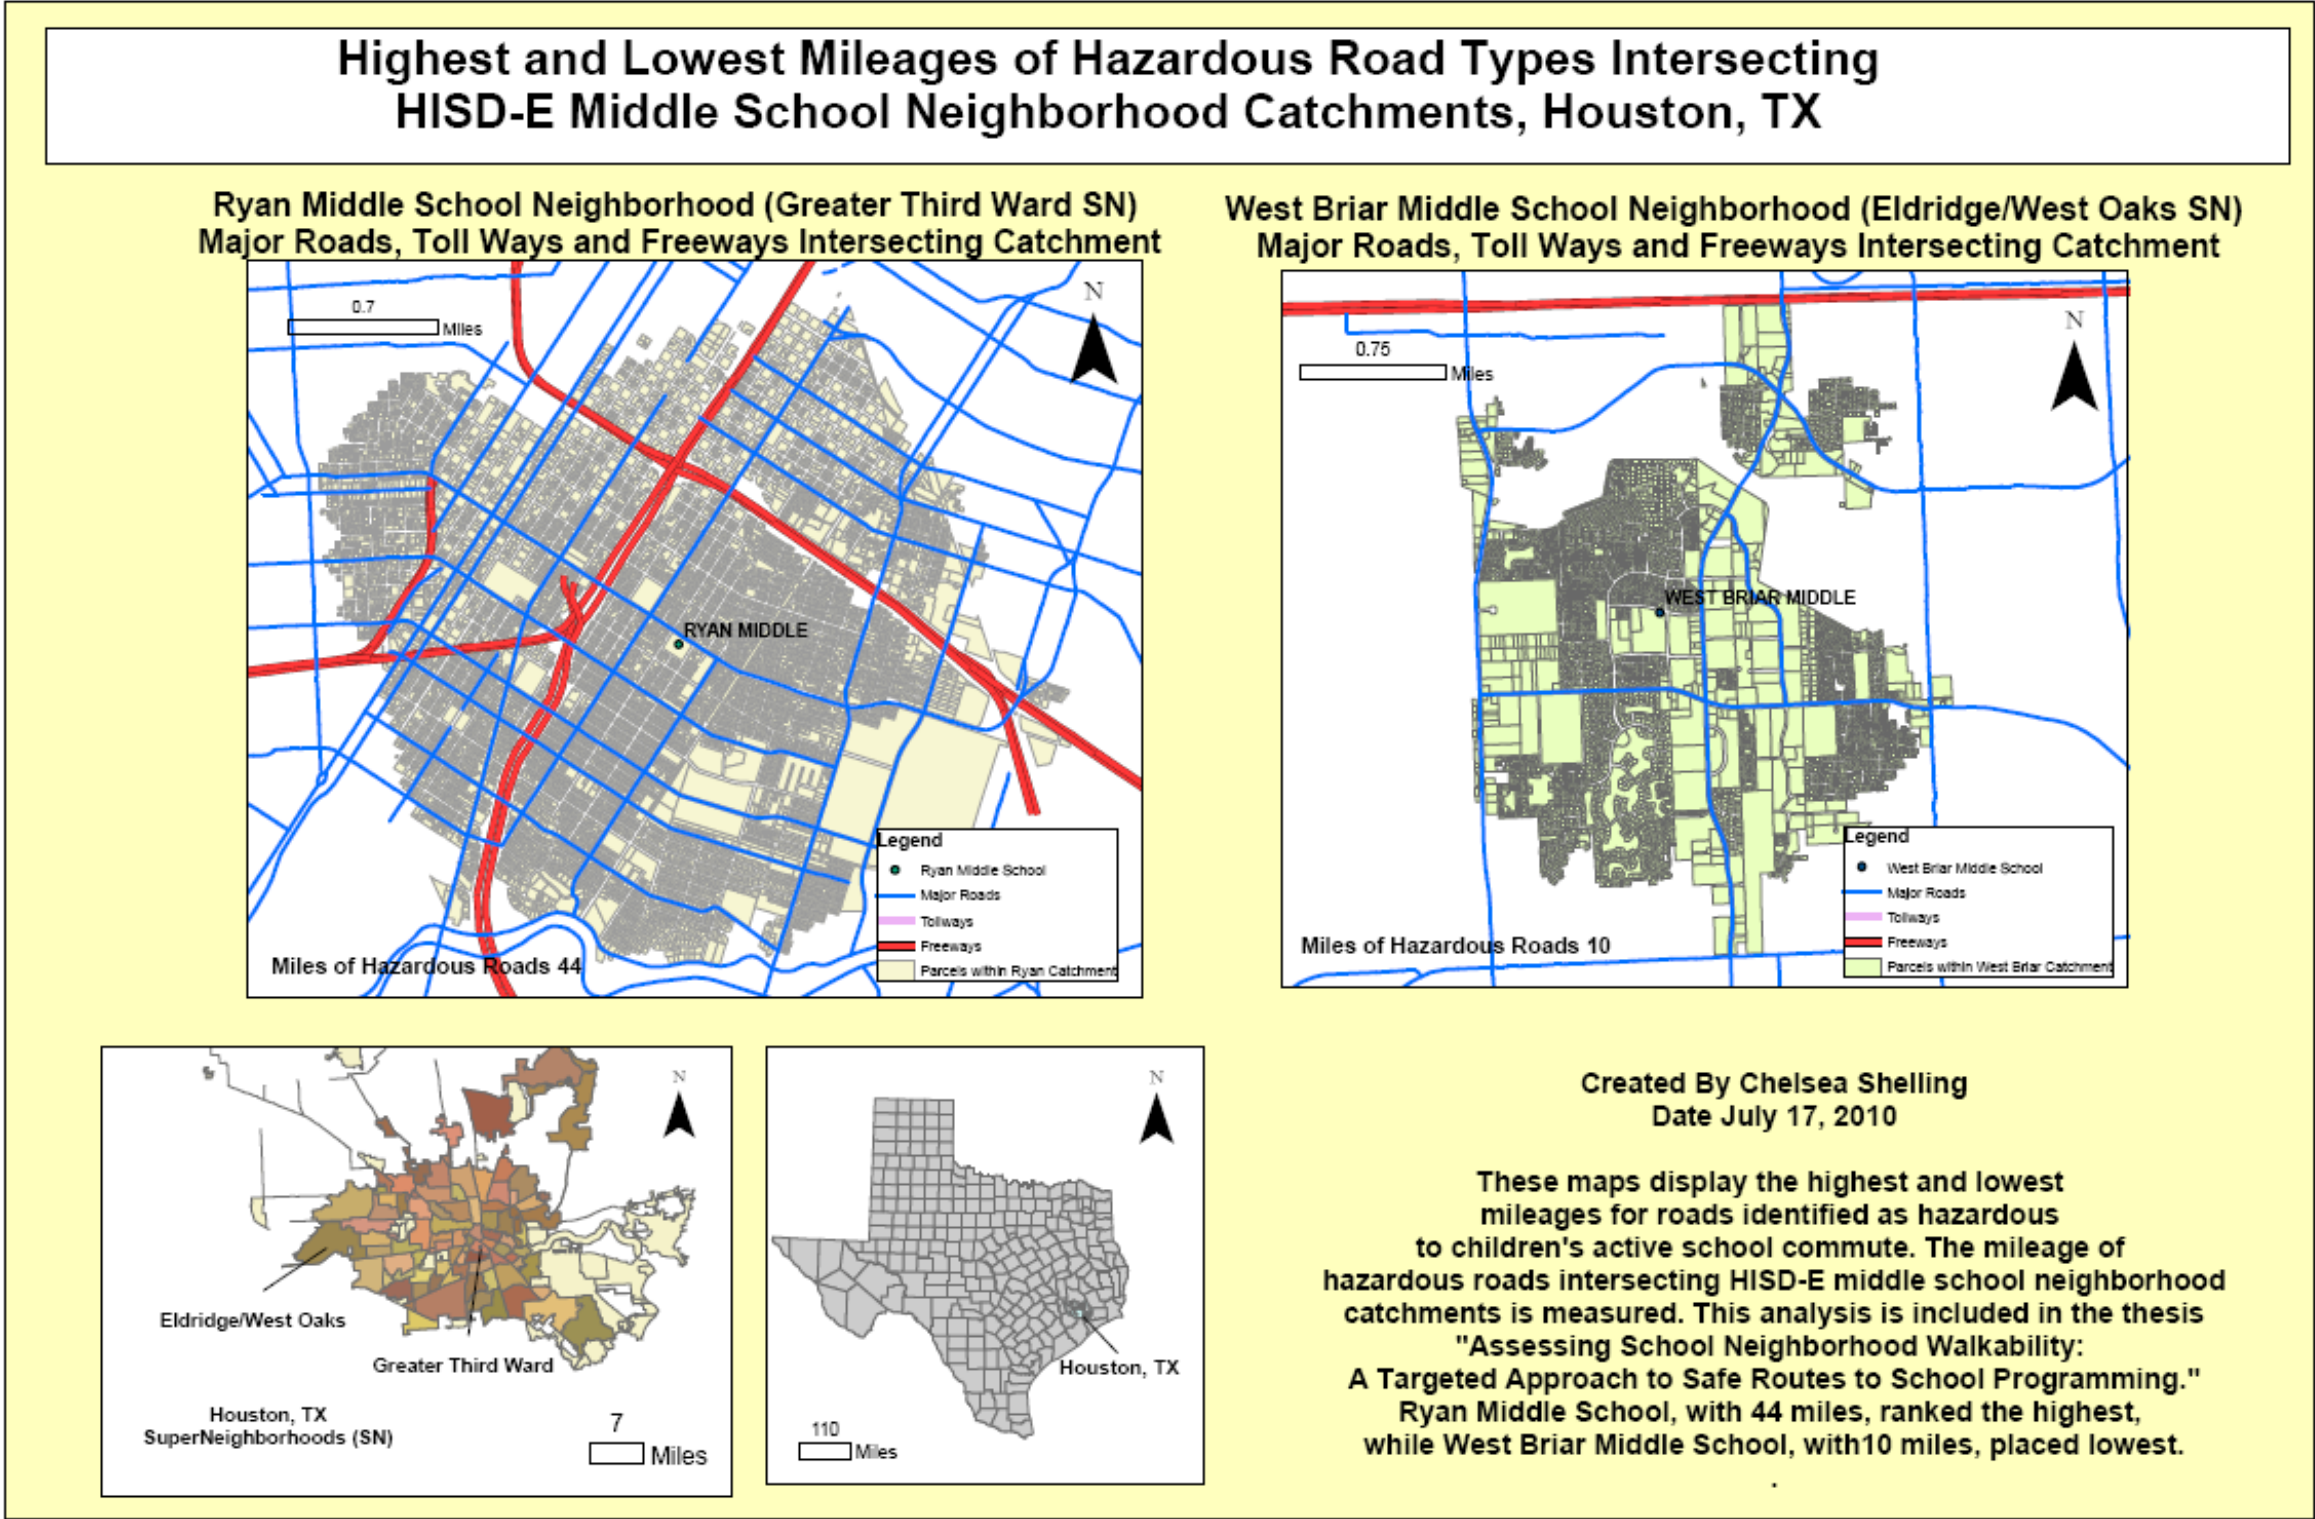 Highest and Lowest Mileages of Hazardous Road Types Intersecting
HISD-E Middle School Neighborhood Catchments, Houston, TX
Ryan Middle School Neighborhood (Greater Third Ward SN)
Major Roads, Toll Ways and Freeways Intersecting Catchment
0.7
Miles
N
RYAN MIDDLE
Legend
Ryan Middle School
Major Roads
Tollways
Freeways
Parcels within Ryan Catchment
Miles of Hazardous Roads 44
West Briar Middle School Neighborhood (Eldridge/West Oaks SN)
Major Roads, Toll Ways and Freeways Intersecting Catchment
0.75
Miles
N
WEST BRIAR MIDDLE
Legend
West Briar Middle School
Major Roads
Tollways
Freeways
Parcels within West Briar Catchment
Miles of Hazardous Roads 10
N
Eldridge/West Oaks
Greater Third Ward
Houston, TX
SuperNeighborhoods (SN)
7
Miles
N
Houston, TX
110
Miles
Created By Chelsea Shelling
Date July 17, 2010
These maps display the highest and lowest
mileages for roads identified as hazardous
to children's active school commute. The mileage of
hazardous roads intersecting HISD-E middle school neighborhood
catchments is measured. This analysis is included in the thesis
"Assessing School Neighborhood Walkability:
A Targeted Approach to Safe Routes to School Programming."
Ryan Middle School, with 44 miles, ranked the highest,
while West Briar Middle School, with10 miles, placed lowest.
.